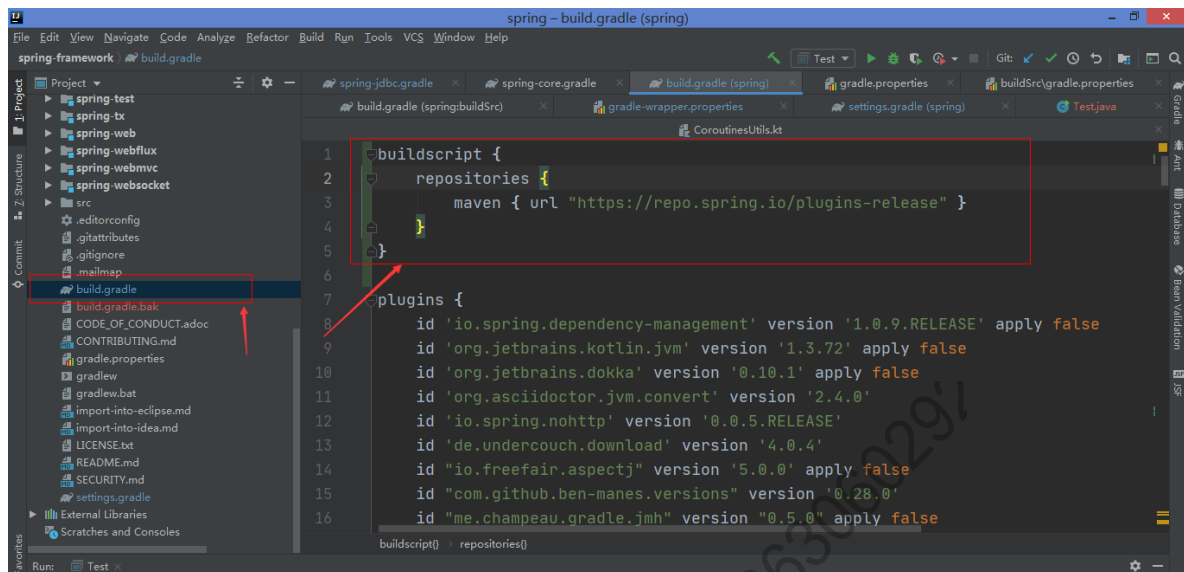 spring – build.gradle (spring)
File Edit View Navigate Code Analyze Refactor Build Run Tools VCS Window Help
spring-framework build.gradle
Test Git:
Project
spring-jdbc.gradle spring-core.gradle build.gradle (spring) gradle.properties buildSrc\gradle.properties
build.gradle (spring:buildSrc) gradle-wrapper.properties settings.gradle (spring) Test.java
CoroutinesUtils.kt
1: Project
Z: Structure
Commit
Favorites
spring-test
spring-tx
spring-web
spring-webflux
spring-webmvc
spring-websocket
src
.editorconfig
.gitattributes
.gitignore
.mailmap
build.gradle
build.gradle.bak
CODE_OF_CONDUCT.adoc
CONTRIBUTING.md
gradle.properties
gradlew
gradlew.bat
import-into-eclipse.md
import-into-idea.md
LICENSE.txt
README.md
SECURITY.md
settings.gradle
External Libraries
Scratches and Consoles
1 buildscript {
2 repositories {
3 maven { url "https://repo.spring.io/plugins-release" }
4 }
5 }
6
7 plugins {
8 id 'io.spring.dependency-management' version '1.0.9.RELEASE' apply false
9 id 'org.jetbrains.kotlin.jvm' version '1.3.72' apply false
10 id 'org.jetbrains.dokka' version '0.10.1' apply false
11 id 'org.asciidoctor.jvm.convert' version '2.4.0'
12 id 'io.spring.nohttp' version '0.0.5.RELEASE'
13 id 'de.undercouch.download' version '4.0.4'
14 id "io.freefair.aspectj" version '5.0.0' apply false
15 id "com.github.ben-manes.versions" version '0.28.0'
16 id "me.champeau.gradle.jmh" version "0.5.0" apply false
buildscript{} repositories{}
Gradle
Ant
Database
Bean Validation
JSF
Run: Test